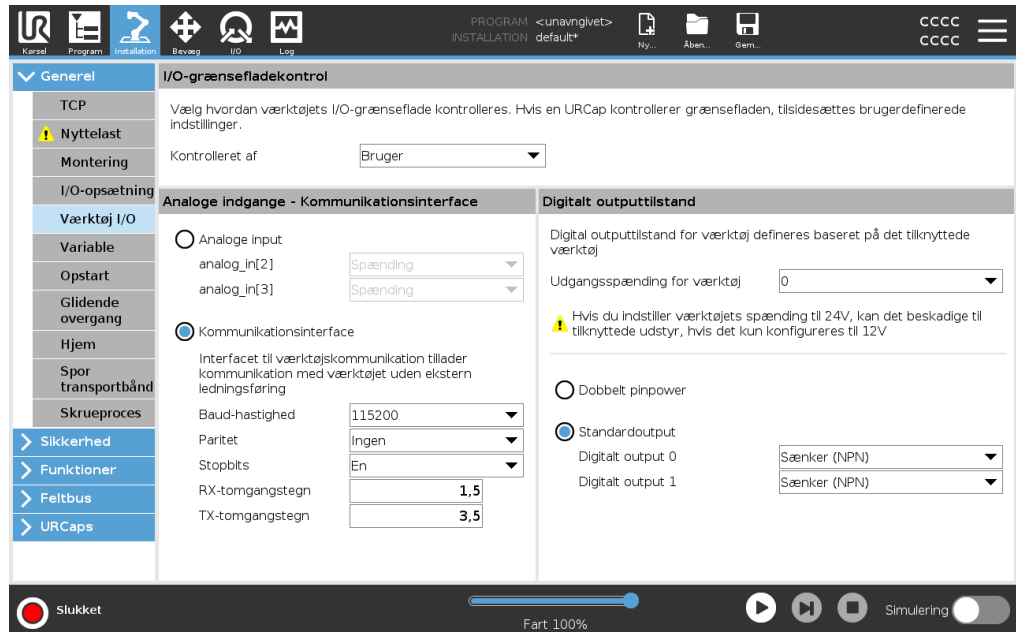 PROGRAM <unavngivet>
INSTALLATION default*
CCCC
CCCC
UR
Kørsel
Program
Installation
Bevæg
I/O
Log
Ny...
Åben...
Gem...
Generel
TCP
Nyttelast
Montering
I/O-opsætning
Værktøj I/O
Variable
Opstart
Glidende
overgang
Hjem
Spor
transportbånd
Skrueproces
Sikkerhed
Funktioner
Feltbus
URCaps
I/O-grænsefladekontrol
Vælg hvordan værktøjets I/O-grænseflade kontrolleres. Hvis en URCap kontrollerer grænsefladen, tilsidesættes brugerdefinerede
indstillinger.
Kontrolleret af Bruger
Analoge indgange - Kommunikationsinterface
Analoge input
analog_in[2] Spænding
analog_in[3] Spænding
Kommunikationsinterface
Interfacet til værktøjskommunikation tillader
kommunikation med værktøjet uden ekstern
ledningsføring
Baud-hastighed 115200
Paritet Ingen
Stopbits En
RX-tomgangstegn 1,5
TX-tomgangstegn 3,5
Digitalt outputtilstand
Digital outputtilstand for værktøj defineres baseret på det tilknyttede
værktøj
Udgangsspænding for værktøj 0
Hvis du indstiller værktøjets spænding til 24V, kan det beskadige til
tilknyttede udstyr, hvis det kun konfigureres til 12V
Dobbelt pinpower
Standardoutput
Digitalt output 0 Sænker (NPN)
Digitalt output 1 Sænker (NPN)
Slukket
Fart 100%
Simulering